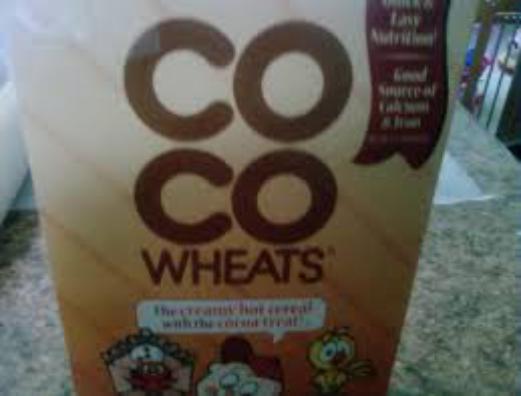 CO
CO
WHEATS®
The creamy hot cereal
with the cocoa treat!
Quick &
Easy
Nutrition!
Good
Source of
Calcium
& Iron